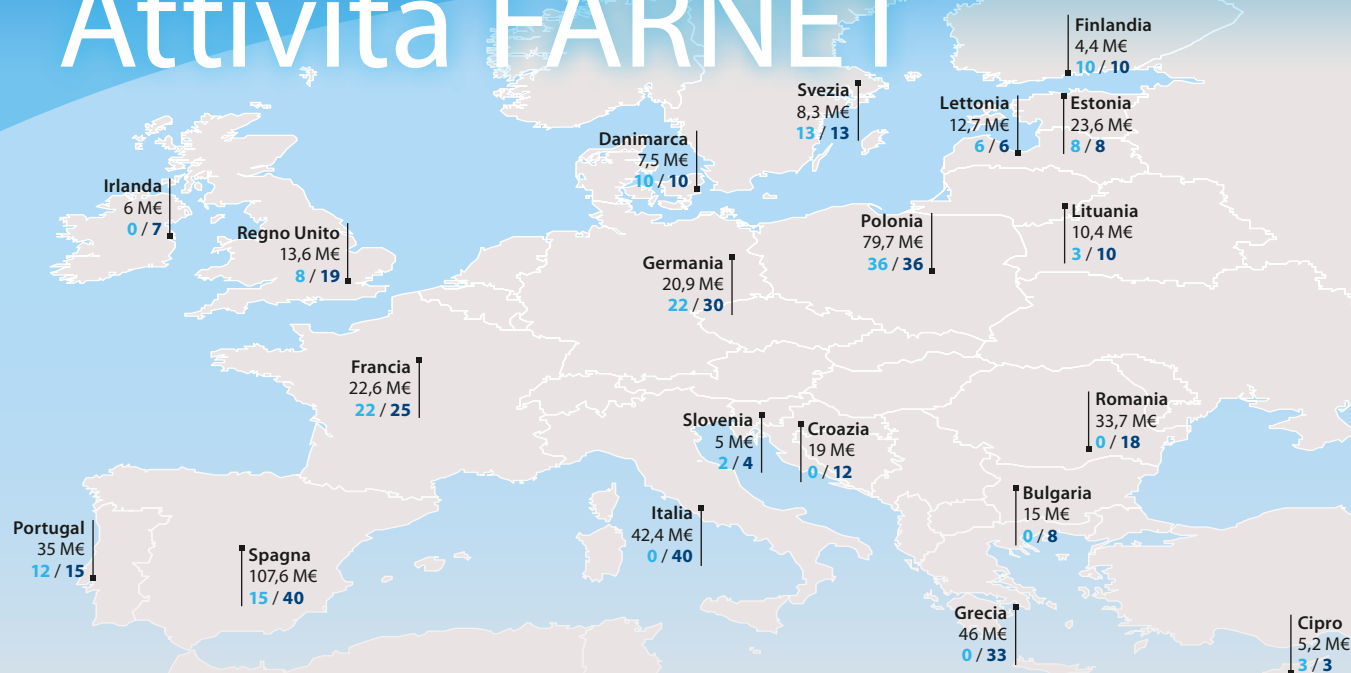 Attività FARNET
Finlandia
4,4 M€
10 / 10
Svezia
8,3 M€
13 / 13
Lettonia
12,7 M€
6 / 6
Estonia
23,6 M€
8 / 8
Danimarca
7,5 M€
10 / 10
Irlanda
6 M€
0 / 7
Regno Unito
13,6 M€
8 / 19
Polonia
79,7 M€
36 / 36
Lituania
10,4 M€
3 / 10
Germania
20,9 M€
22 / 30
Francia
22,6 M€
22 / 25
Slovenia
5 M€
2 / 4
Croazia
19 M€
0 / 12
Romania
33,7 M€
0 / 18
Bulgaria
15 M€
0 / 8
Italia
42,4 M€
0 / 40
Portugal
35 M€
12 / 15
Spagna
107,6 M€
15 / 40
Grecia
46 M€
0 / 33
Cipro
5,2 M€
3 / 3